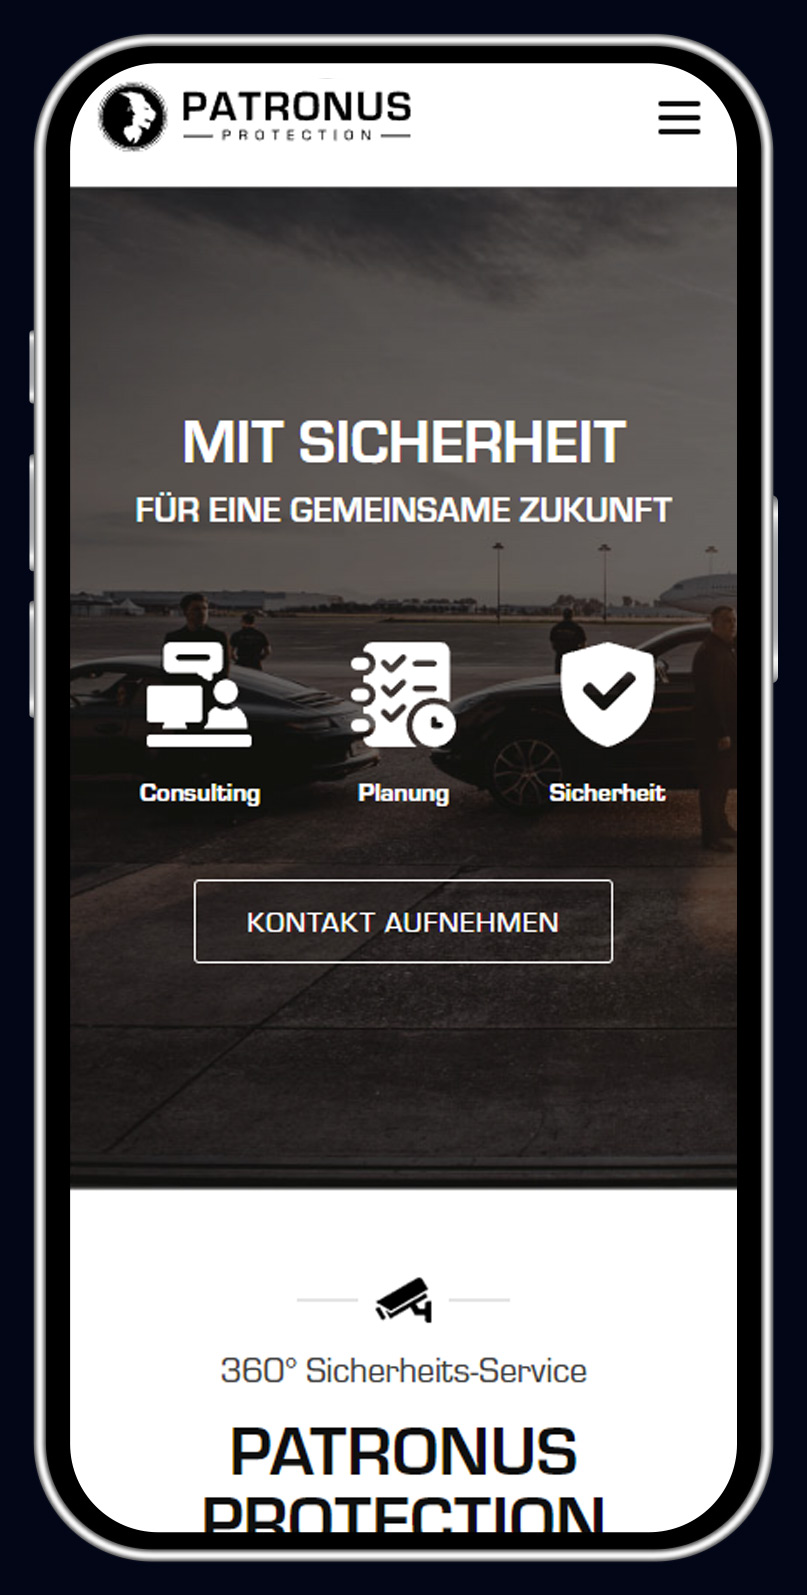 PATRONUS
PROTECTION
MIT SICHERHEIT
FÜR EINE GEMEINSAME ZUKUNFT
Consulting Planung Sicherheit
KONTAKT AUFNEHMEN
360° Sicherheits-Service
PATRONUS
PROTECTION